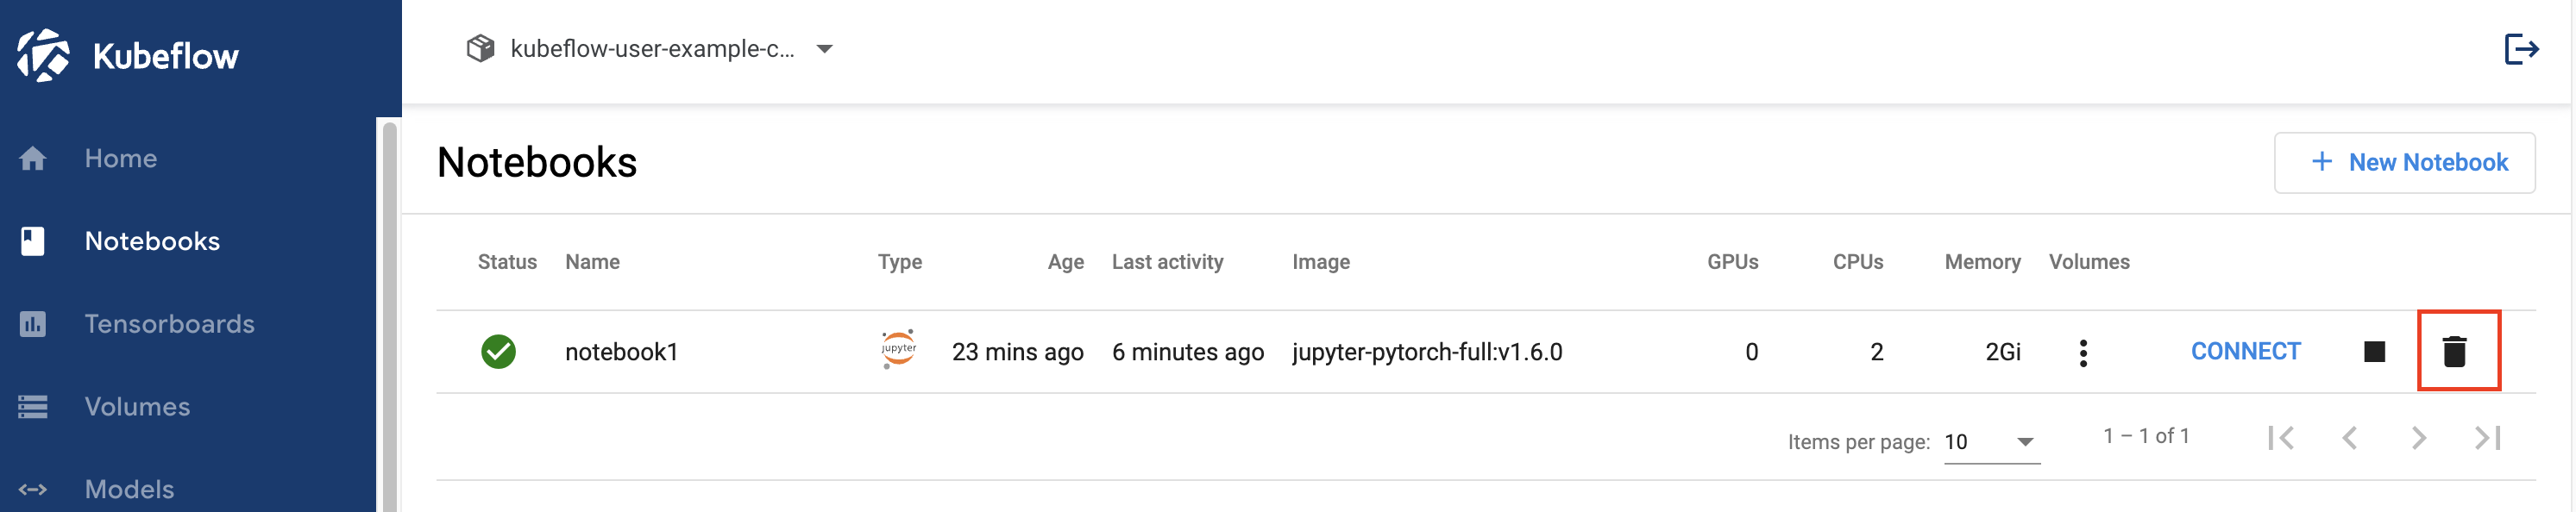 Kubeflow
kubeflow-user-example-c...
Home
Notebooks
Tensorboards
Volumes
Models
Notebooks
+ New Notebook
Status Name Type Age Last activity Image GPUs CPUs Memory Volumes
notebook1 jupyter 23 mins ago 6 minutes ago jupyter-pytorch-full:v1.6.0 0 2 2Gi CONNECT
Items per page: 10 1 – 1 of 1